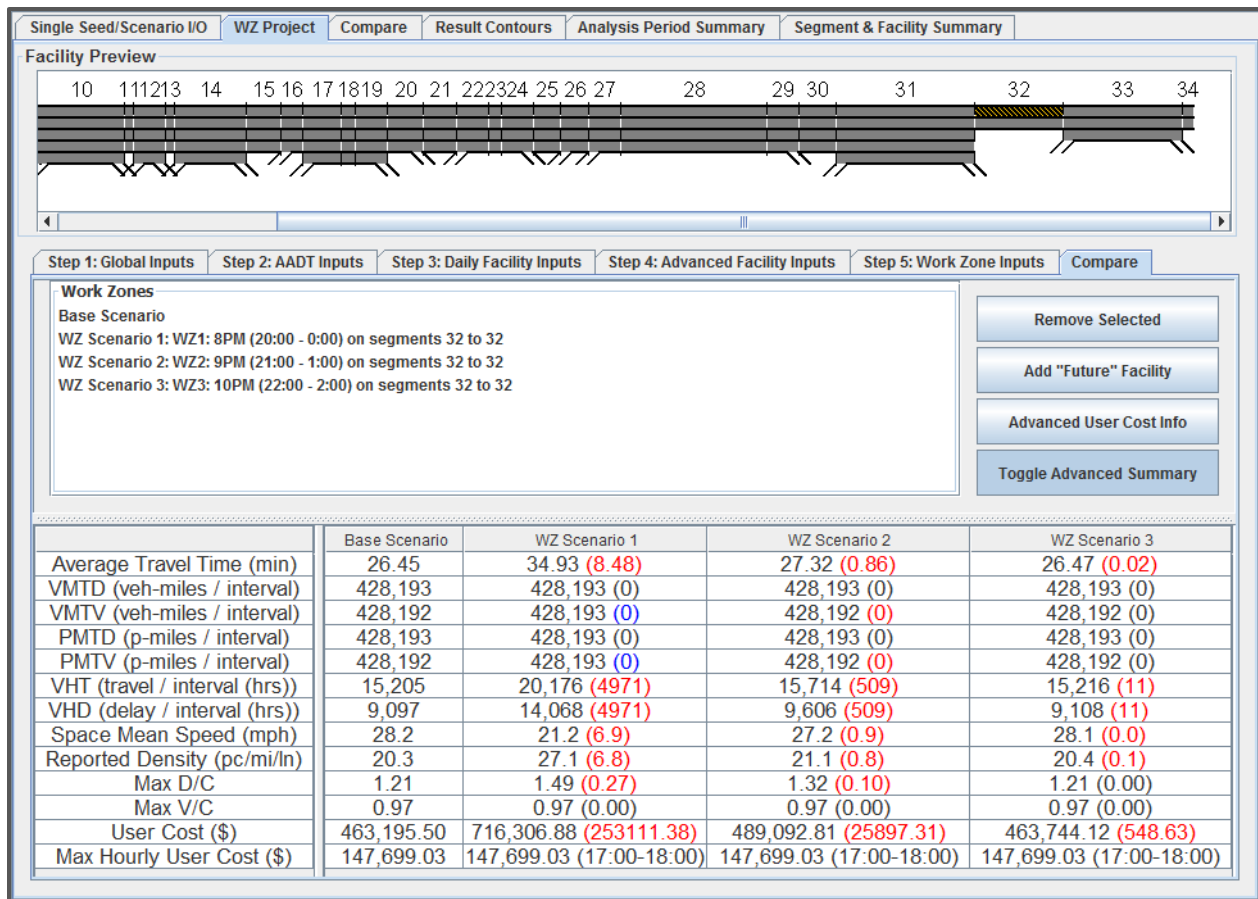 Single Seed/Scenario I/O WZ Project Compare Result Contours Analysis Period Summary Segment & Facility Summary
Facility Preview
10 11 12 13 14 15 16 17 18 19 20 21 22 23 24 25 26 27 28 29 30 31 32 33 34
Step 1: Global Inputs Step 2: AADT Inputs Step 3: Daily Facility Inputs Step 4: Advanced Facility Inputs Step 5: Work Zone Inputs Compare
Work Zones
Base Scenario
WZ Scenario 1: WZ1: 8PM (20:00 - 0:00) on segments 32 to 32
WZ Scenario 2: WZ2: 9PM (21:00 - 1:00) on segments 32 to 32
WZ Scenario 3: WZ3: 10PM (22:00 - 2:00) on segments 32 to 32
Remove Selected
Add "Future" Facility
Advanced User Cost Info
Toggle Advanced Summary
Base Scenario WZ Scenario 1 WZ Scenario 2 WZ Scenario 3
Average Travel Time (min) 26.45 34.93 (8.48) 27.32 (0.86) 26.47 (0.02)
VMTD (veh-miles / interval) 428,193 428,193 (0) 428,193 (0) 428,193 (0)
VMTV (veh-miles / interval) 428,192 428,193 (0) 428,192 (0) 428,192 (0)
PMTD (p-miles / interval) 428,193 428,193 (0) 428,193 (0) 428,193 (0)
PMTV (p-miles / interval) 428,192 428,193 (0) 428,192 (0) 428,192 (0)
VHT (travel / interval (hrs)) 15,205 20,176 (4971) 15,714 (509) 15,216 (11)
VHD (delay / interval (hrs)) 9,097 14,068 (4971) 9,606 (509) 9,108 (11)
Space Mean Speed (mph) 28.2 21.2 (6.9) 27.2 (0.9) 28.1 (0.0)
Reported Density (pc/mi/ln) 20.3 27.1 (6.8) 21.1 (0.8) 20.4 (0.1)
Max D/C 1.21 1.49 (0.27) 1.32 (0.10) 1.21 (0.00)
Max V/C 0.97 0.97 (0.00) 0.97 (0.00) 0.97 (0.00)
User Cost ($) 463,195.50 716,306.88 (253111.38) 489,092.81 (25897.31) 463,744.12 (548.63)
Max Hourly User Cost ($) 147,699.03 147,699.03 (17:00-18:00) 147,699.03 (17:00-18:00) 147,699.03 (17:00-18:00)